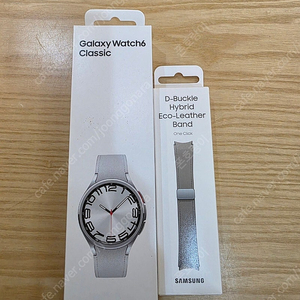 Galaxy Watch6
Classic
D-Buckle
Hybrid
Eco-Leather
Band
One Click
SAMSUNG